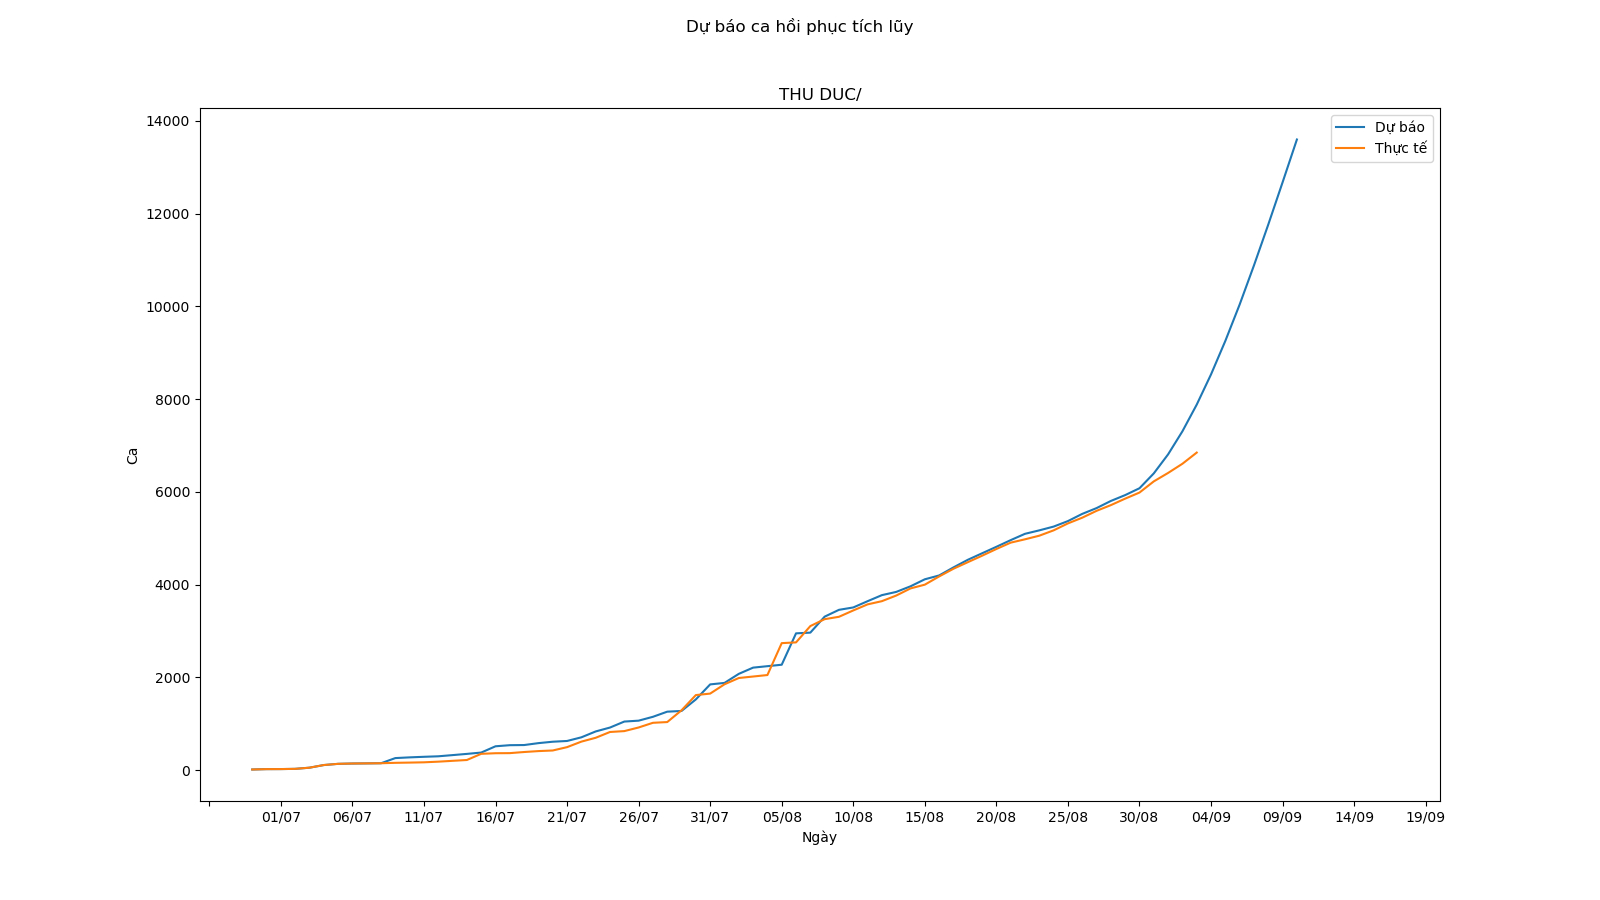 Dự báo ca hồi phục tích lũy
THU DUC/
Dự báo
Thực tế
14000
12000
10000
8000
6000
4000
2000
0
Ca
01/07 06/07 11/07 16/07 21/07 26/07 31/07 05/08 10/08 15/08 20/08 25/08 30/08 04/09 09/09 14/09 19/09
Ngày